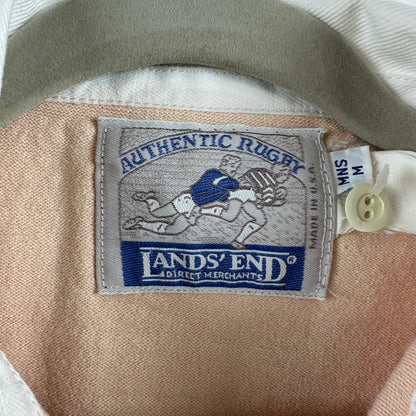 AUTHENTIC RUGBY
MADE IN U.S.A.
LANDS' END®
DIRECT MERCHANTS
MNS
M